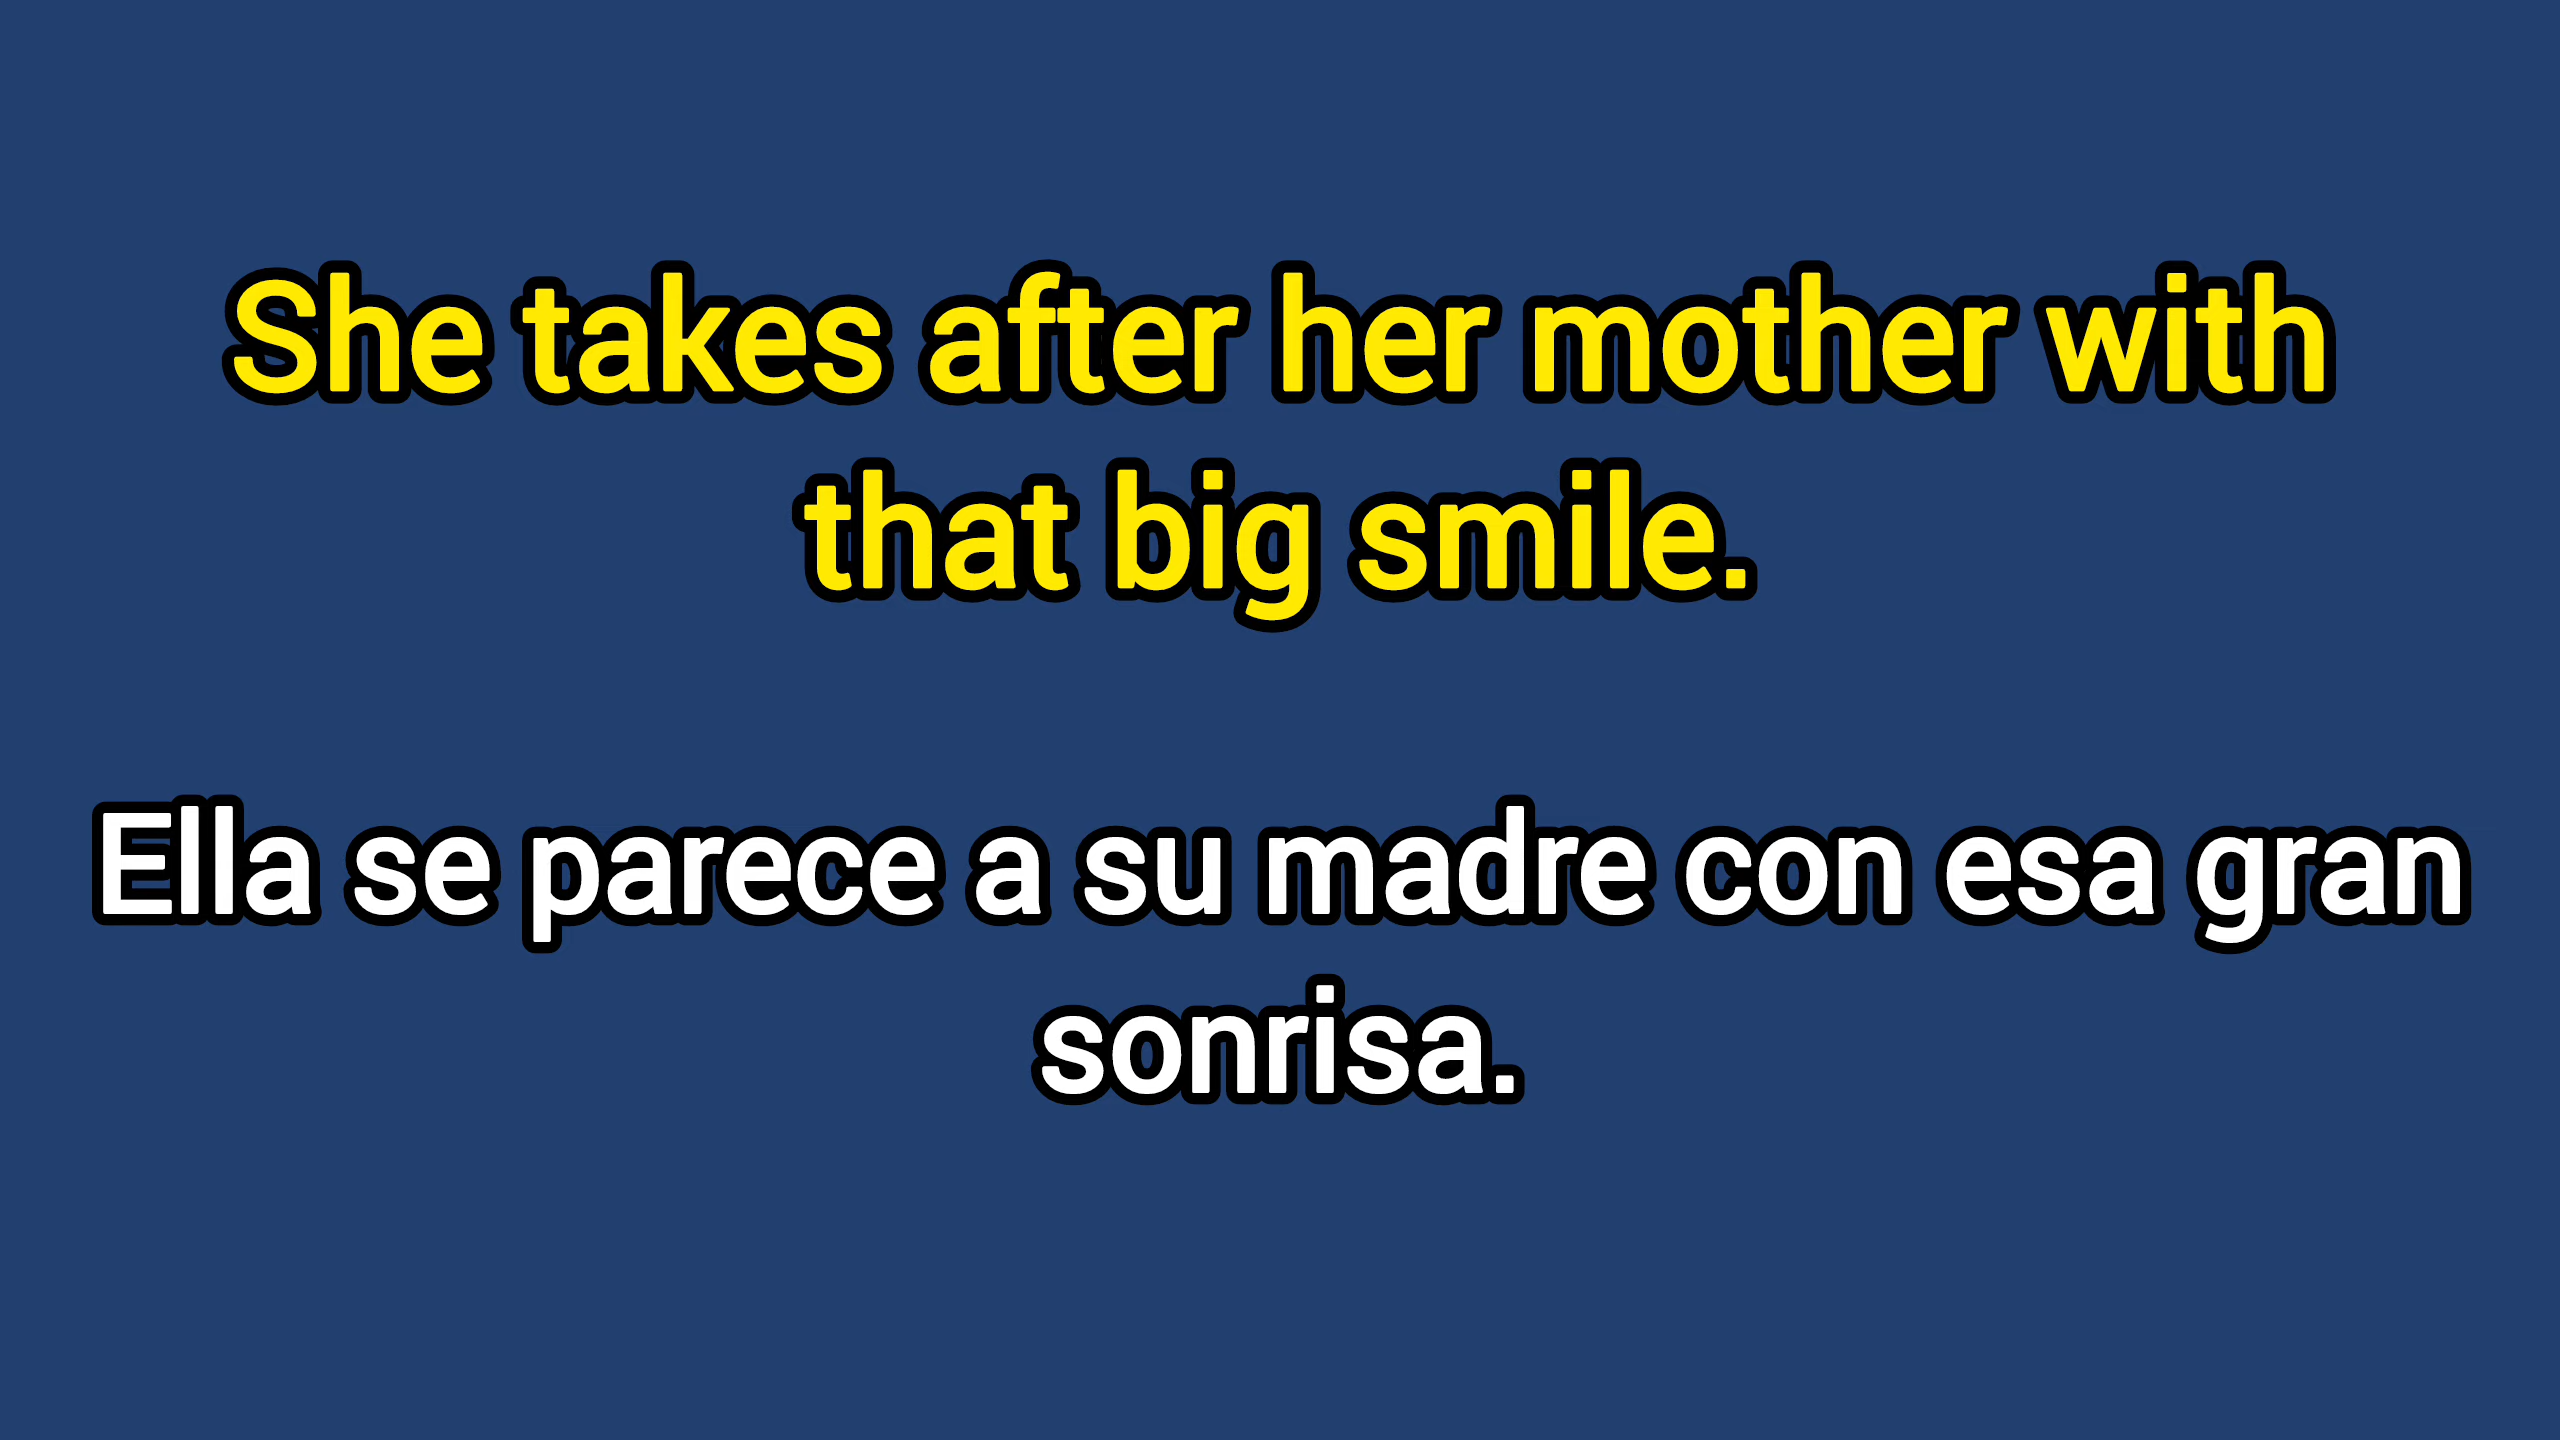 She takes after her mother with
that big smile.
Ella se parece a su madre con esa gran
sonrisa.